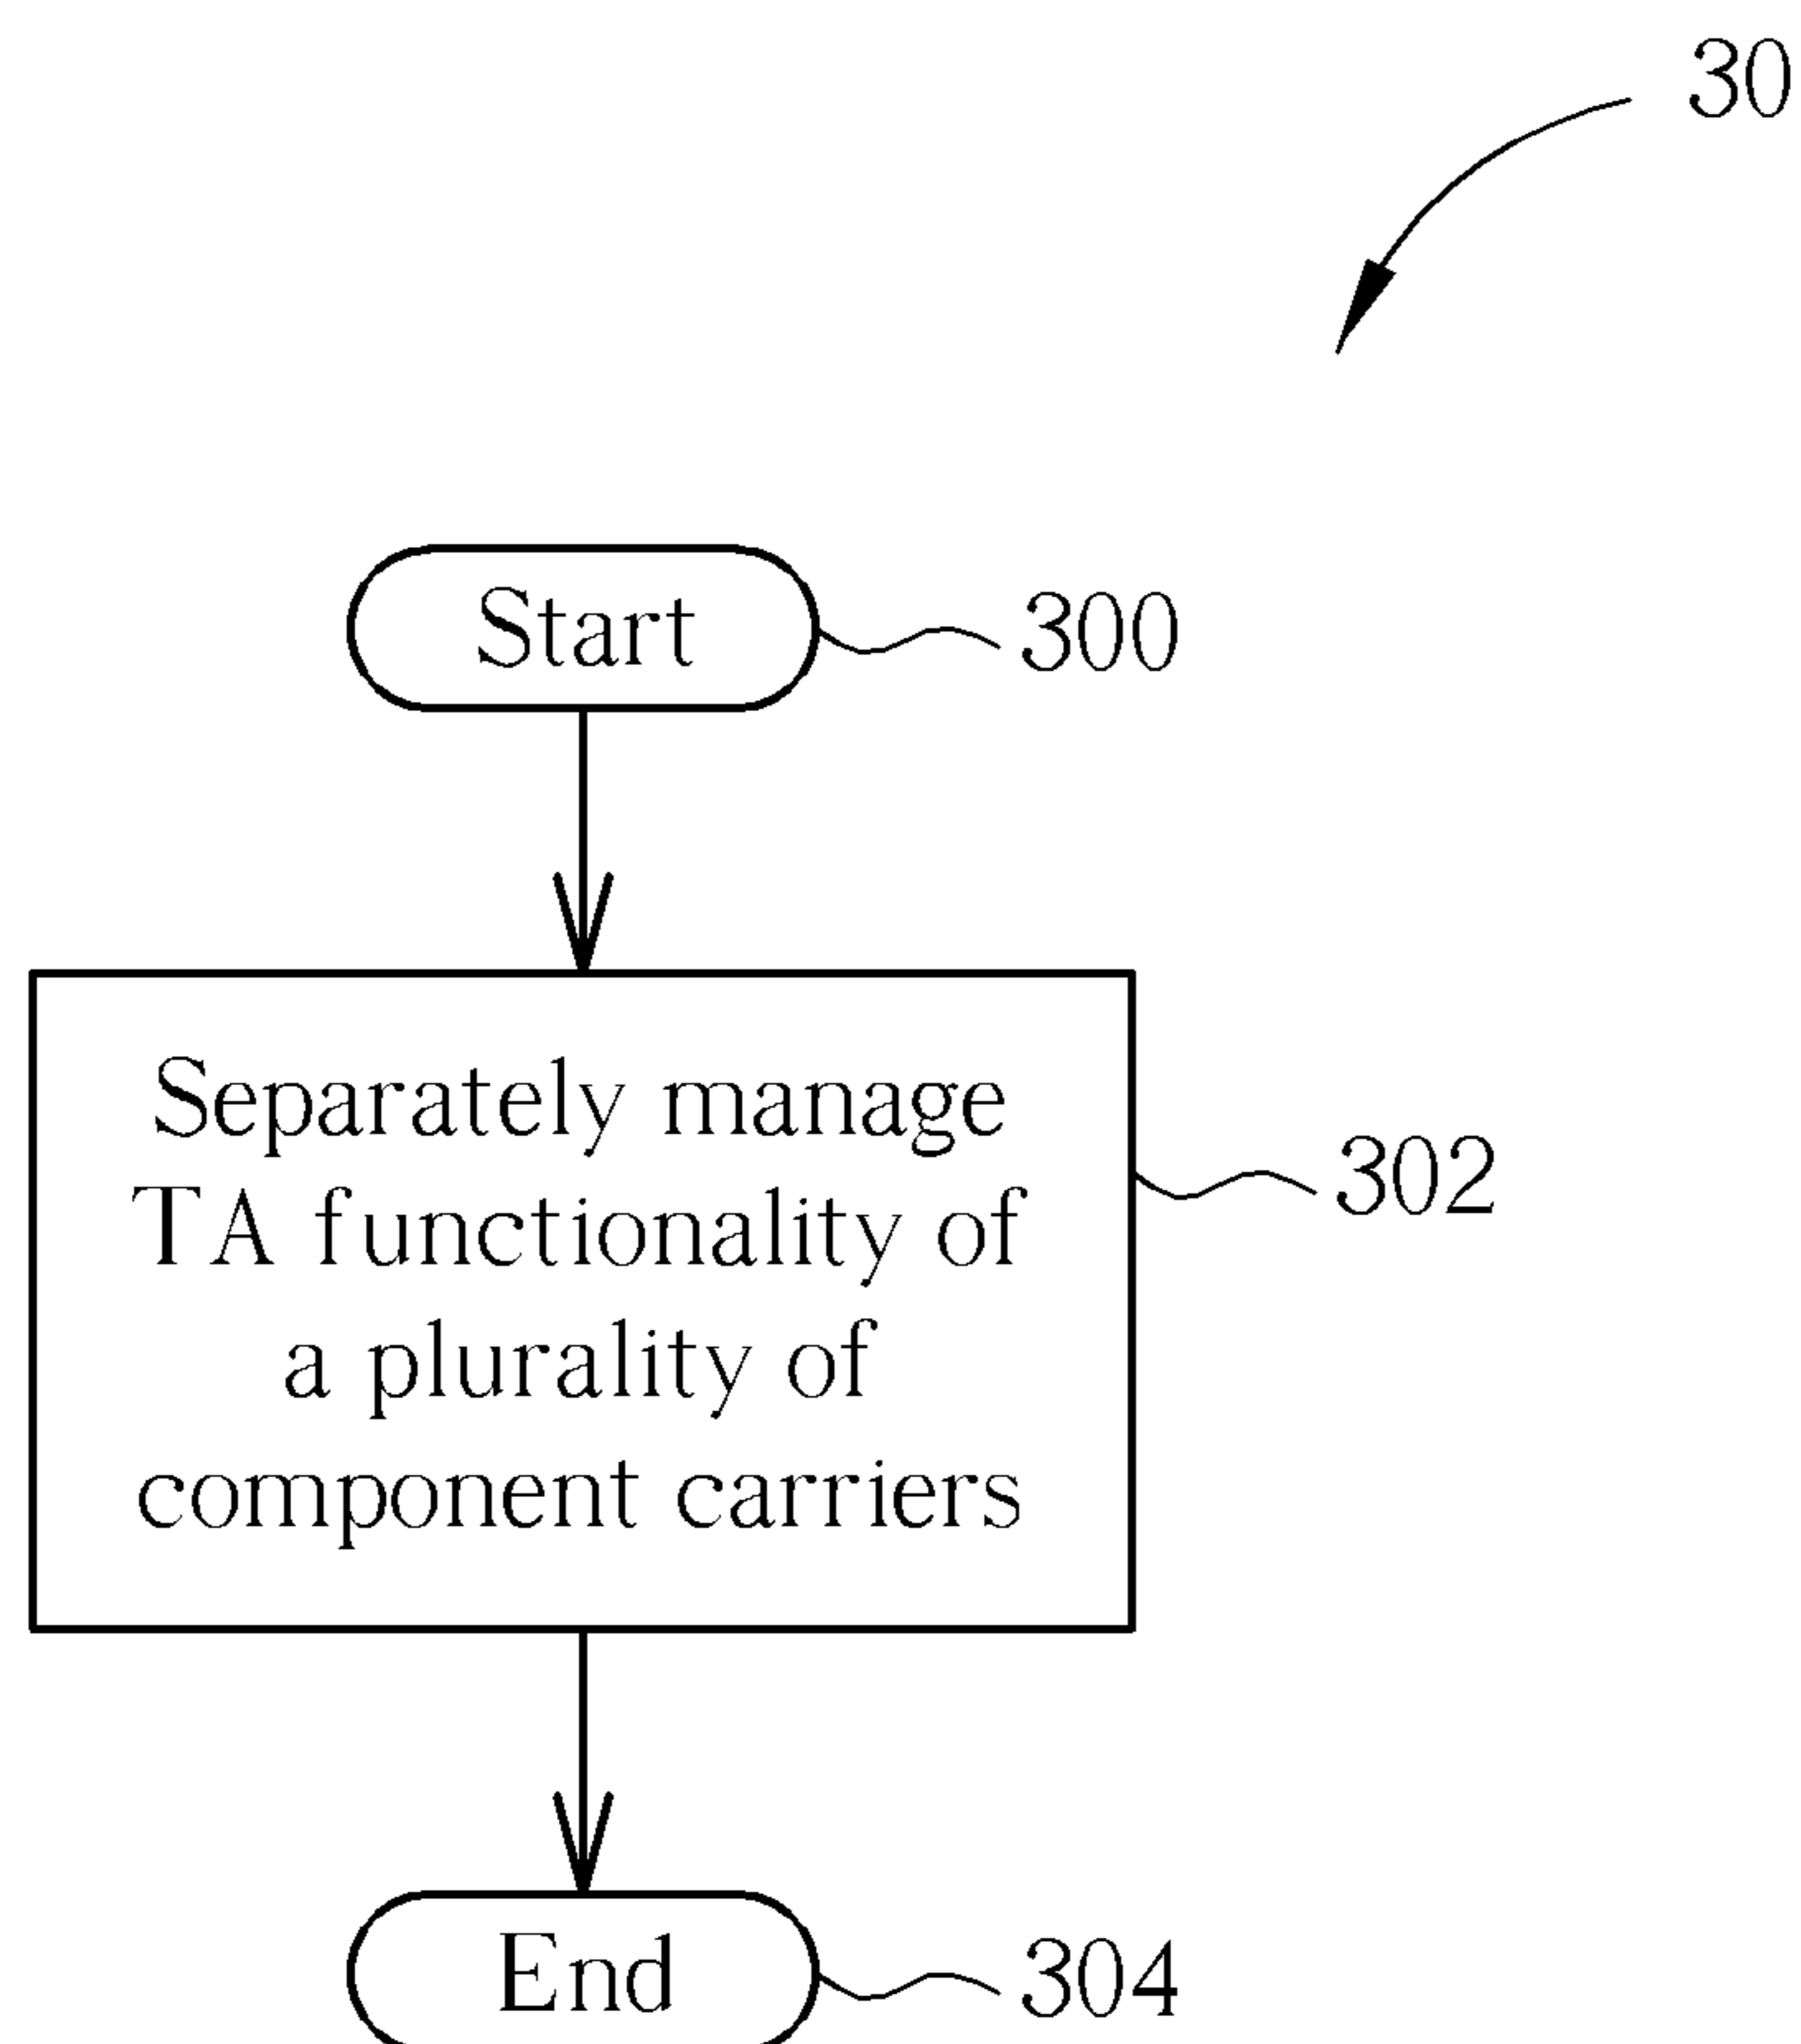 30
Start
300
Separately manage
TA functionality of
a plurality of
component carriers
302
End
304